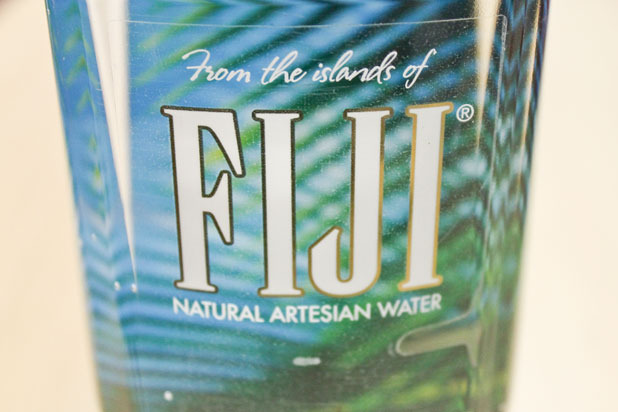 From the islands of
FIJI®
NATURAL ARTESIAN WATER